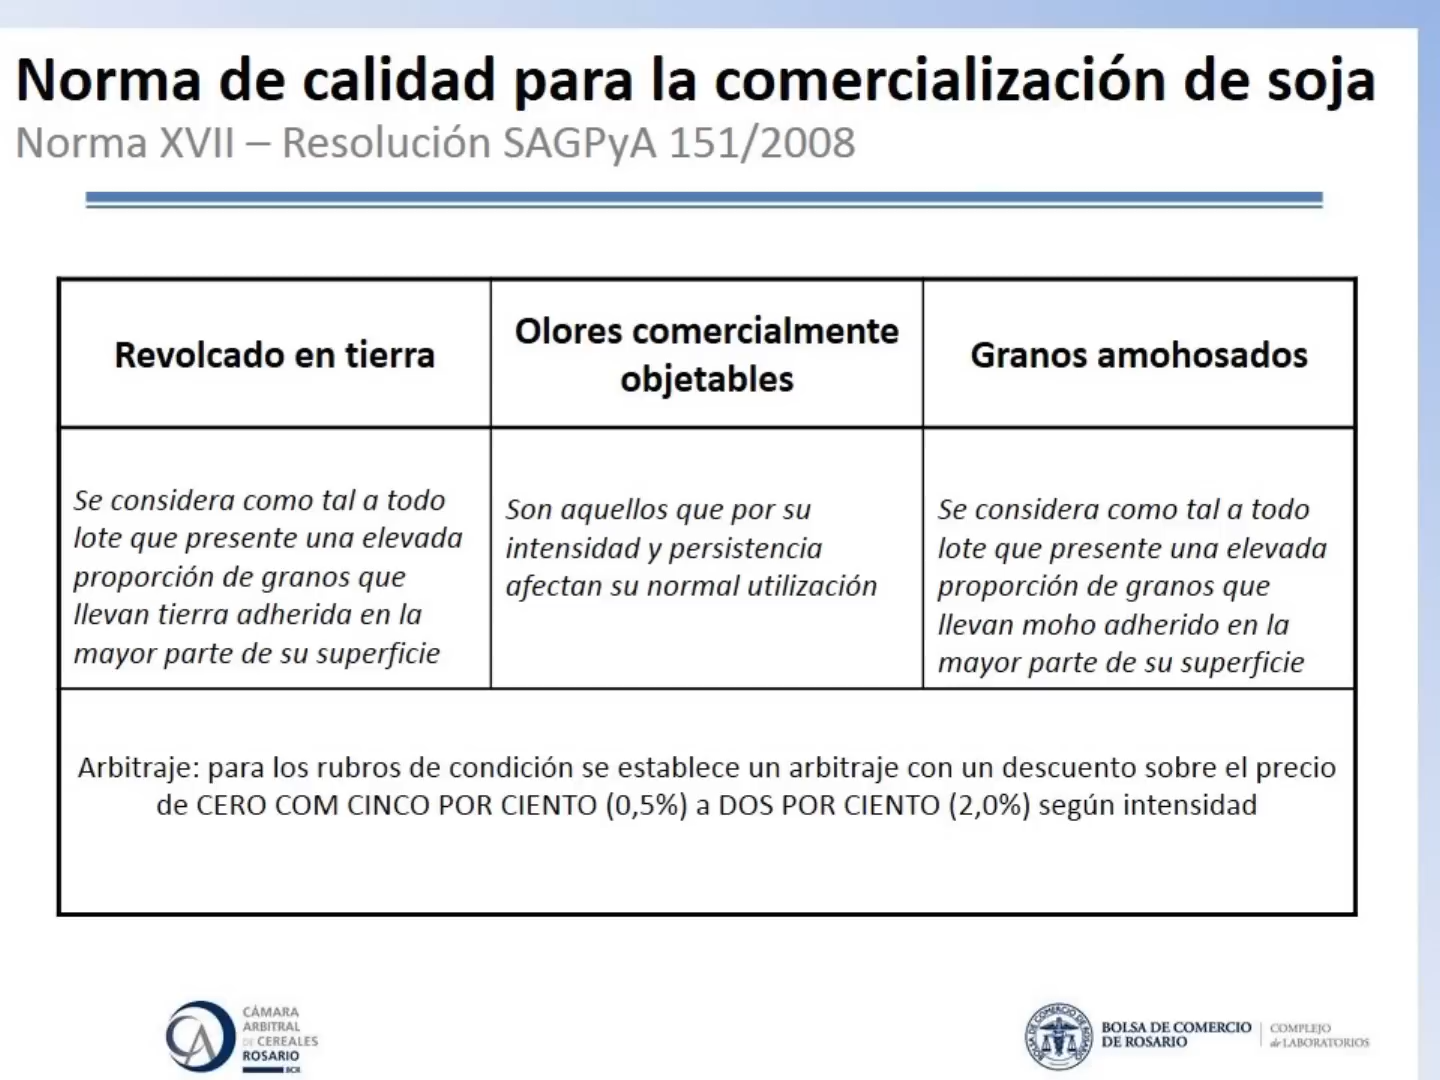 Norma de calidad para la comercialización de soja
Norma XVII – Resolución SAGPyA 151/2008
Revolcado en tierra
Olores comercialmente
objetables
Granos amohosados
Se considera como tal a todo
lote que presente una elevada
proporción de granos que
llevan tierra adherida en la
mayor parte de su superficie
Son aquellos que por su
intensidad y persistencia
afectan su normal utilización
Se considera como tal a todo
lote que presente una elevada
proporción de granos que
llevan moho adherido en la
mayor parte de su superficie
Arbitraje: para los rubros de condición se establece un arbitraje con un descuento sobre el precio
de CERO COM CINCO POR CIENTO (0,5%) a DOS POR CIENTO (2,0%) según intensidad
CÁMARA
ARBITRAL
DE CEREALES
ROSARIO
BCR
BOLSA DE COMERCIO
DE ROSARIO
COMPLEJO
de LABORATORIOS